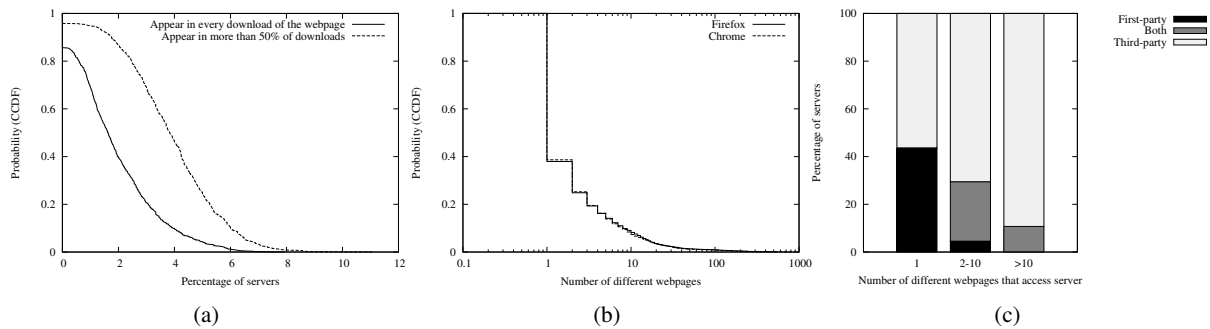 Appear in every download of the webpage
Appear in more than 50% of downloads
Probability (CCDF)
1
0.8
0.6
0.4
0.2
0
0 2 4 6 8 10 12
Percentage of servers
(a)
Firefox
Chrome
Probability (CCDF)
1
0.8
0.6
0.4
0.2
0
0.1 1 10 100 1000
Number of different webpages
(b)
First-party
Both
Third-party
Percentage of servers
100
80
60
40
20
0
1 2-10 >10
Number of different webpages that access server
(c)